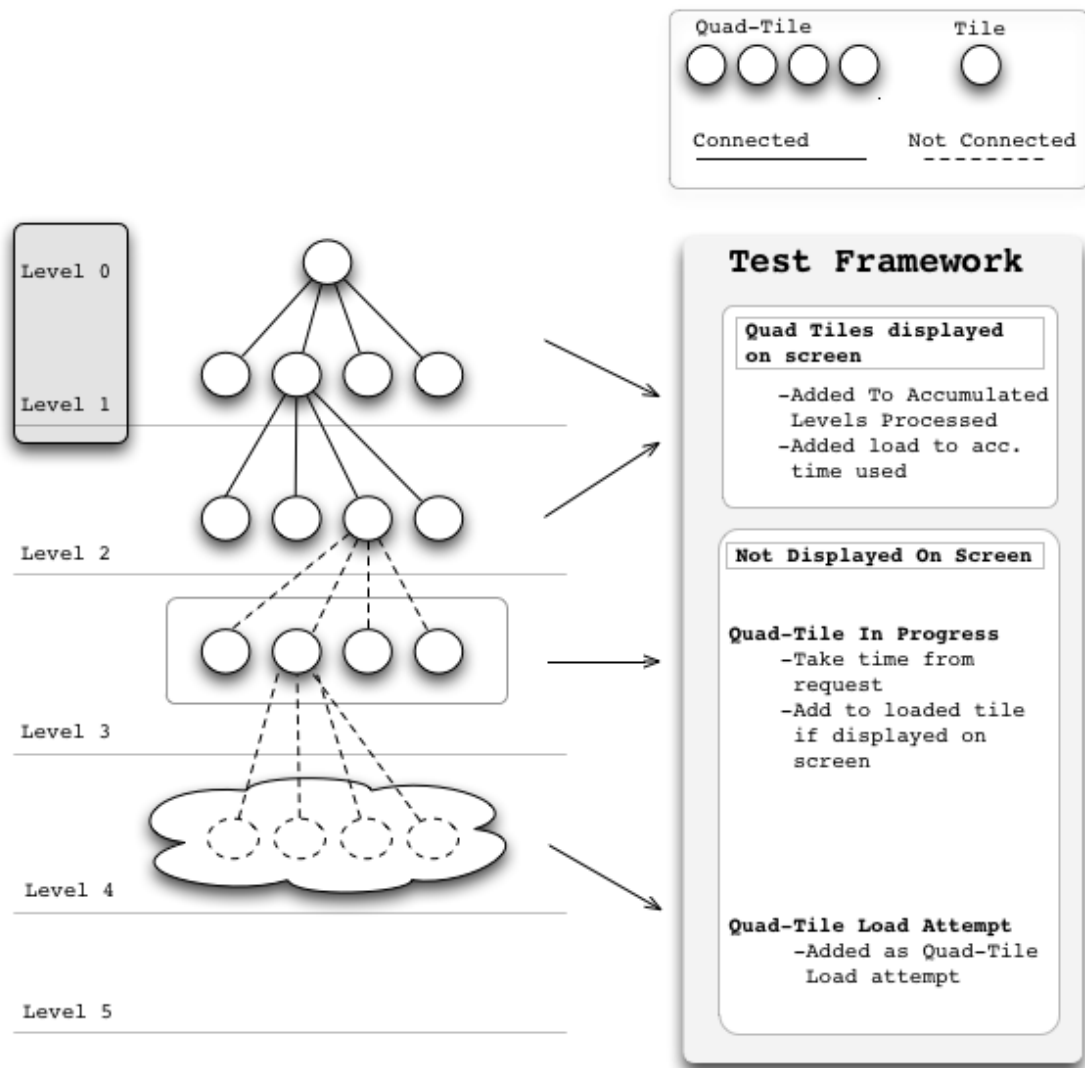 Quad-Tile
Tile
Connected
Not Connected
Level 0
Level 1
Level 2
Level 3
Level 4
Level 5
Test Framework
Quad Tiles displayed
on screen
-Added To Accumulated
Levels Processed
-Added load to acc.
time used
Not Displayed On Screen
Quad-Tile In Progress
-Take time from
request
-Add to loaded tile
if displayed on
screen
Quad-Tile Load Attempt
-Added as Quad-Tile
Load attempt